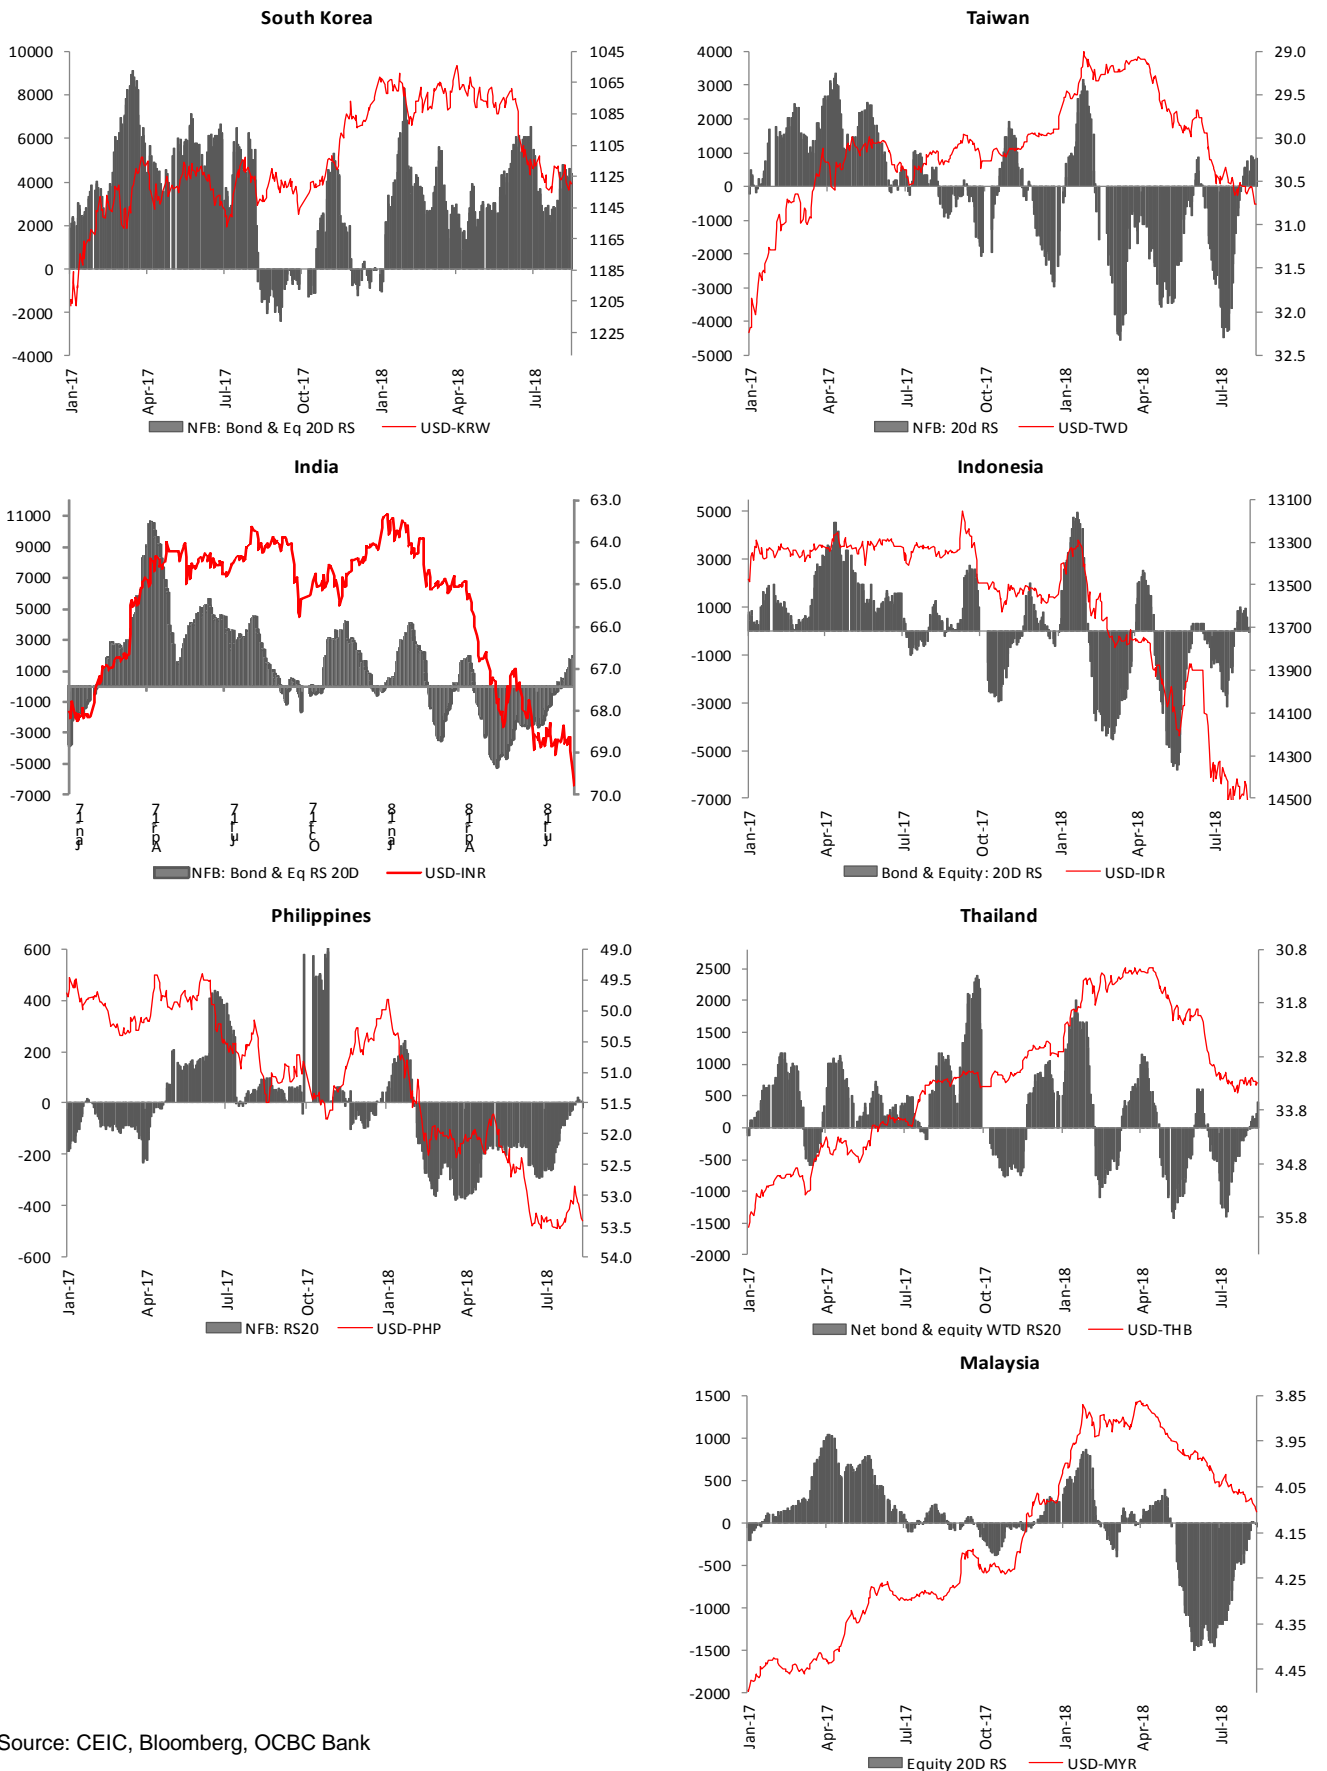 South Korea
10000
8000
6000
4000
2000
0
-2000
-4000
1045
1065
1085
1105
1125
1145
1165
1185
1205
1225
Jan-17
Apr-17
Jul-17
Oct-17
Jan-18
Apr-18
Jul-18
NFB: Bond & Eq 20D RS
USD-KRW
Taiwan
4000
3000
2000
1000
0
-1000
-2000
-3000
-4000
-5000
29.0
29.5
30.0
30.5
31.0
31.5
32.0
32.5
Jan-17
Apr-17
Jul-17
Oct-17
Jan-18
Apr-18
Jul-18
NFB: 20d RS
USD-TWD
India
11000
9000
7000
5000
3000
1000
-1000
-3000
-5000
-7000
63.0
64.0
65.0
66.0
67.0
68.0
69.0
70.0
Jan-17
Apr-17
Jul-17
Oct-17
Jan-18
Apr-18
Jul-18
NFB: Bond & Eq RS 20D
USD-INR
Indonesia
5000
3000
1000
-1000
-3000
-5000
-7000
13100
13300
13500
13700
13900
14100
14300
14500
Jan-17
Apr-17
Jul-17
Oct-17
Jan-18
Apr-18
Jul-18
Bond & Equity: 20D RS
USD-IDR
Philippines
600
400
200
0
-200
-400
-600
49.0
49.5
50.0
50.5
51.0
51.5
52.0
52.5
53.0
53.5
54.0
Jan-17
Apr-17
Jul-17
Oct-17
Jan-18
Apr-18
Jul-18
NFB: RS20
USD-PHP
Thailand
2500
2000
1500
1000
500
0
-500
-1000
-1500
-2000
30.8
31.8
32.8
33.8
34.8
35.8
Jan-17
Apr-17
Jul-17
Oct-17
Jan-18
Apr-18
Jul-18
Net bond & equity WTD RS20
USD-THB
Malaysia
1500
1000
500
0
-500
-1000
-1500
-2000
3.85
3.95
4.05
4.15
4.25
4.35
4.45
Jan-17
Apr-17
Jul-17
Oct-17
Jan-18
Apr-18
Jul-18
Equity 20D RS
USD-MYR
Source: CEIC, Bloomberg, OCBC Bank